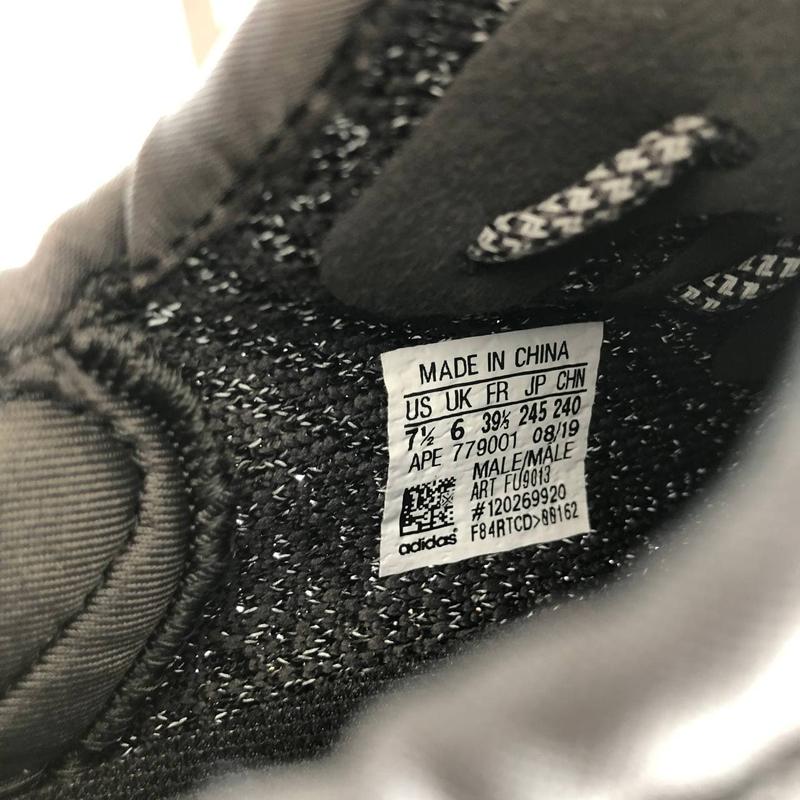 MADE IN CHINA
US UK FR JP CHN
7½ 6 39⅓ 245 240
APE 779001 08/19
MALE/MALE
ART FU9013
#120269920
F84RTCD>88162
adidas